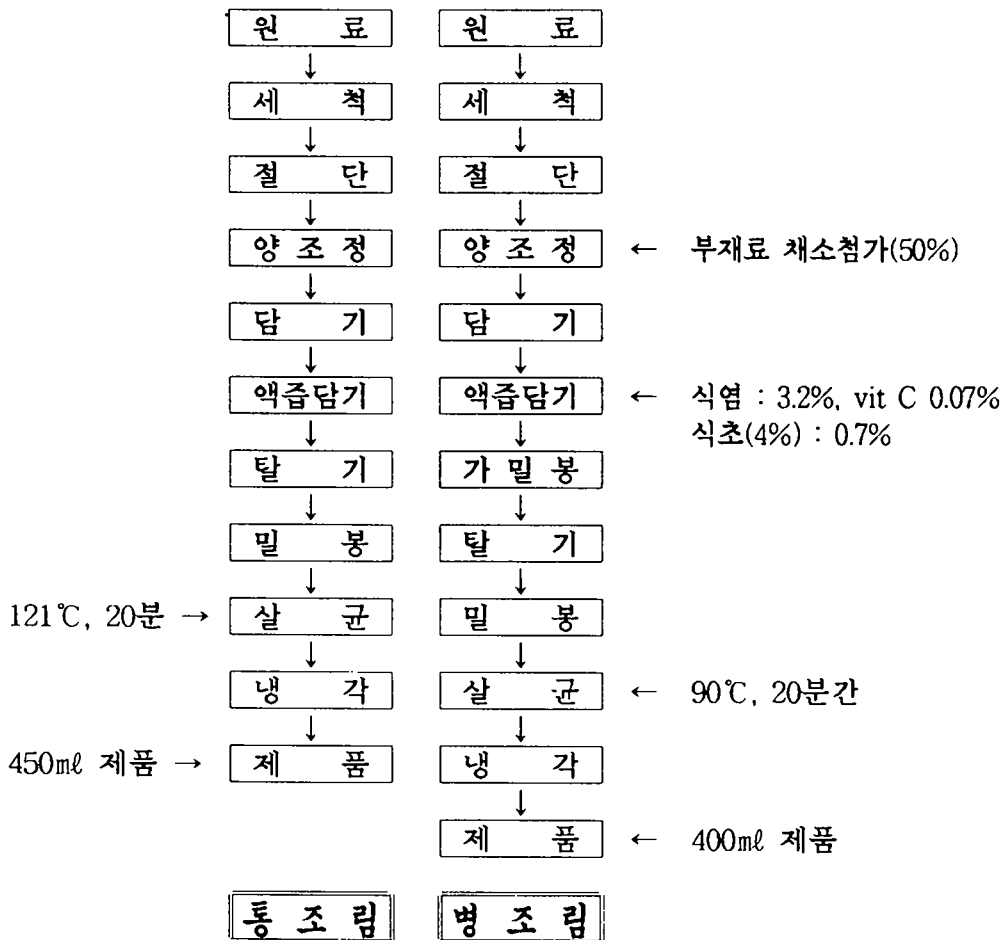 원 료 원 료
↓ ↓
세 척 세 척
↓ ↓
절 단 절 단
↓ ↓
양 조 정 양 조 정 ← 부재료 채소첨가(50%)
↓ ↓
담 기 담 기
↓ ↓
액즙담기 액즙담기 ← 식염 : 3.2%, vit C 0.07%
식초(4%) : 0.7%
↓ ↓
탈 기 가 밀 봉
↓ ↓
밀 봉 탈 기
↓ ↓
121℃, 20분 → 살 균 밀 봉
↓ ↓
냉 각 살 균 ← 90℃, 20분간
↓ ↓
450㎖ 제품 → 제 품 냉 각
↓
제 품 ← 400㎖ 제품
통 조 림 병 조 림